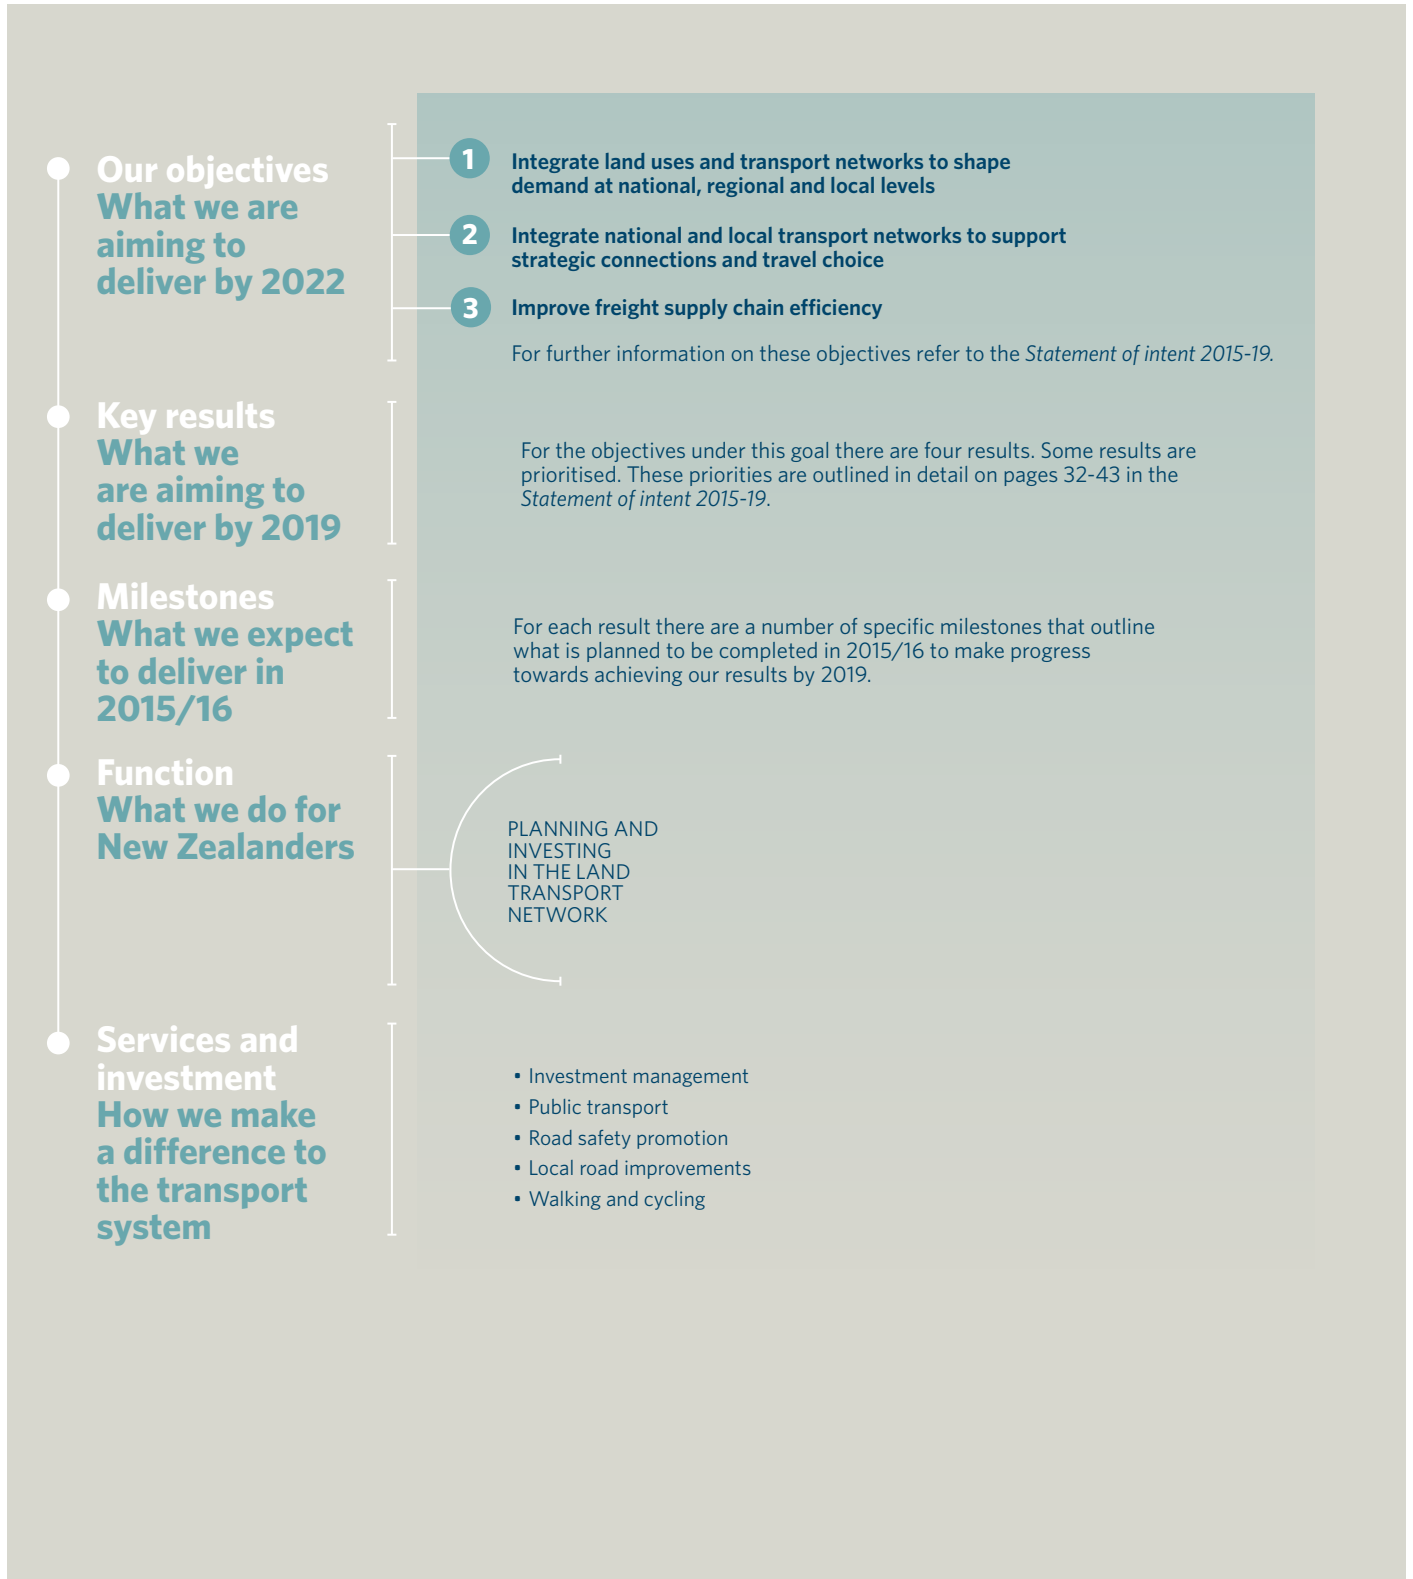 Our objectives
What we are
aiming to
deliver by 2022
1
Integrate land uses and transport networks to shape
demand at national, regional and local levels
2
Integrate national and local transport networks to support
strategic connections and travel choice
3
Improve freight supply chain efficiency
For further information on these objectives refer to the Statement of intent 2015-19.
Key results
What we
are aiming to
deliver by 2019
For the objectives under this goal there are four results. Some results are
prioritised. These priorities are outlined in detail on pages 32-43 in the
Statement of intent 2015-19.
Milestones
What we expect
to deliver in
2015/16
For each result there are a number of specific milestones that outline
what is planned to be completed in 2015/16 to make progress
towards achieving our results by 2019.
Function
What we do for
New Zealanders
PLANNING AND
INVESTING
IN THE LAND
TRANSPORT
NETWORK
Services and
investment
How we make
a difference to
the transport
system
• Investment management
• Public transport
• Road safety promotion
• Local road improvements
• Walking and cycling